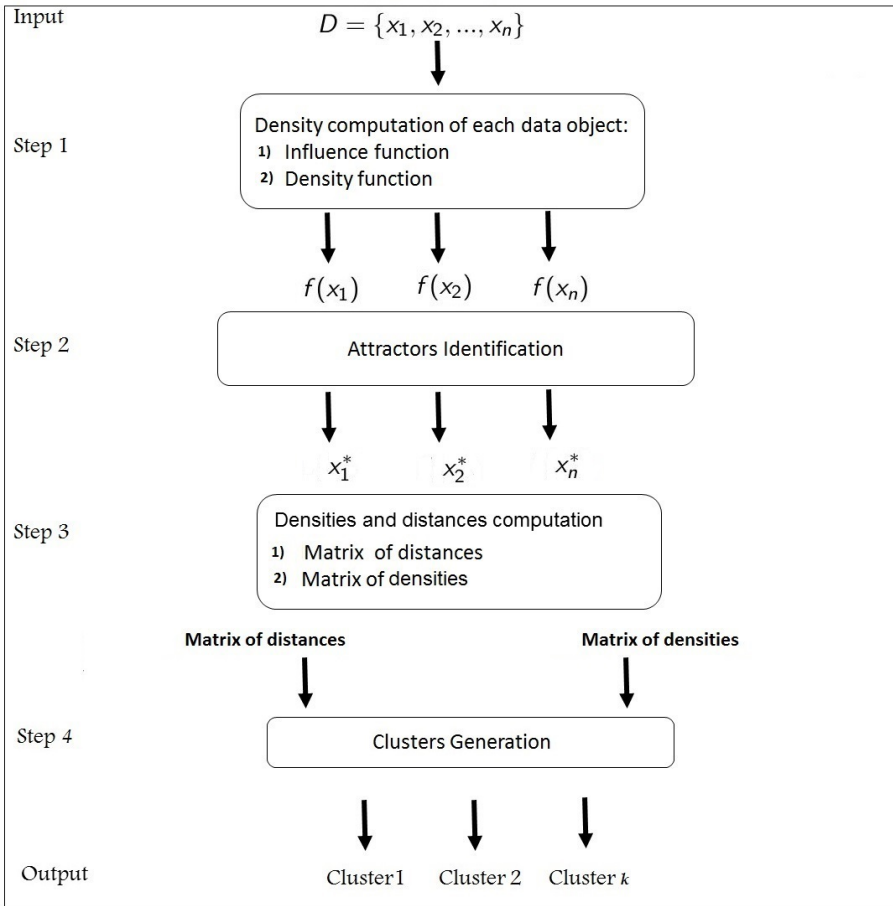 Input
D = {x₁, x₂, ..., xₙ}
Step 1
Density computation of each data object:
1) Influence function
2) Density function
f(x₁) f(x₂) f(xₙ)
Step 2
Attractors Identification
x₁* x₂* xₙ*
Step 3
Densities and distances computation
1) Matrix of distances
2) Matrix of densities
Matrix of distances Matrix of densities
Step 4
Clusters Generation
Output
Cluster 1 Cluster 2 Cluster k